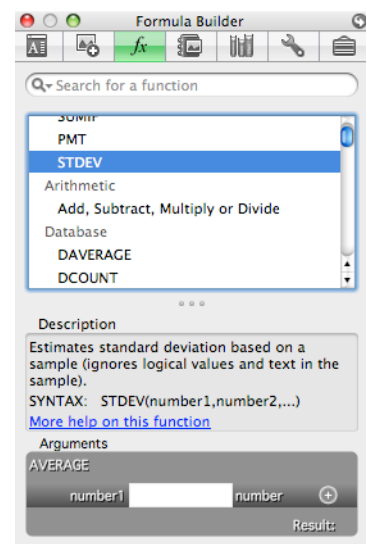 Formula Builder
fx
Search for a function
SUMIF
PMT
STDEV
Arithmetic
Add, Subtract, Multiply or Divide
Database
DAVERAGE
DCOUNT
Description
Estimates standard deviation based on a
sample (ignores logical values and text in the
sample).
SYNTAX: STDEV(number1,number2,...)
More help on this function
Arguments
AVERAGE
number1 number
Result: